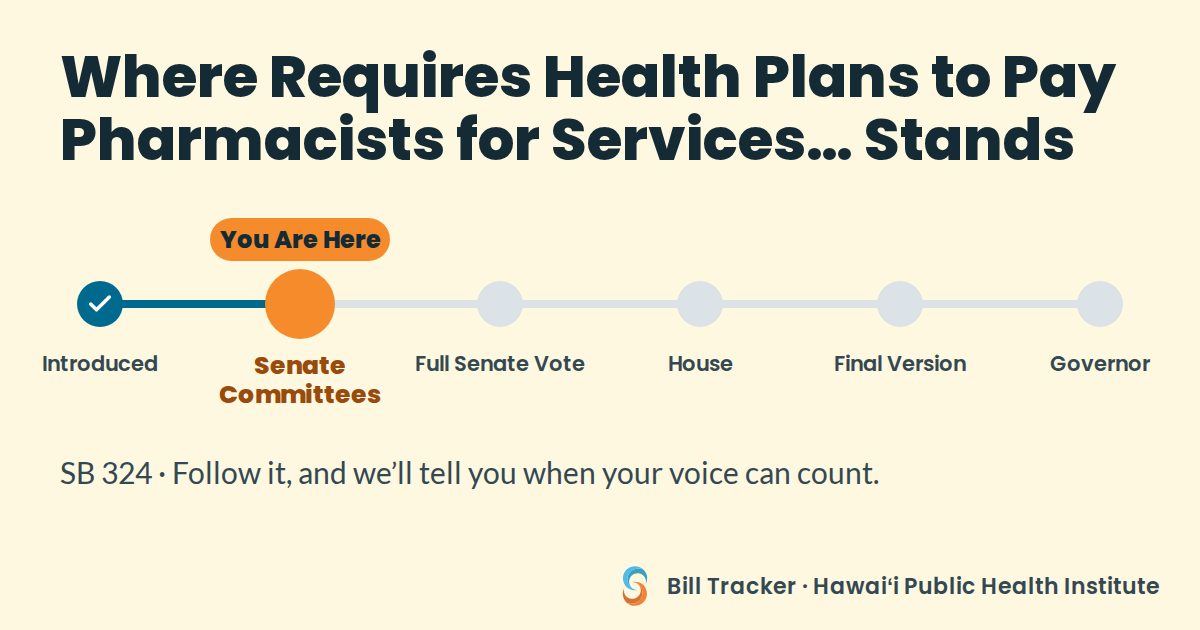 Where Requires Health Plans to Pay
Pharmacists for Services... Stands
You Are Here
Introduced
Senate
Committees
Full Senate Vote
House
Final Version
Governor
SB 324 · Follow it, and we’ll tell you when your voice can count.
Bill Tracker · Hawaiʻi Public Health Institute